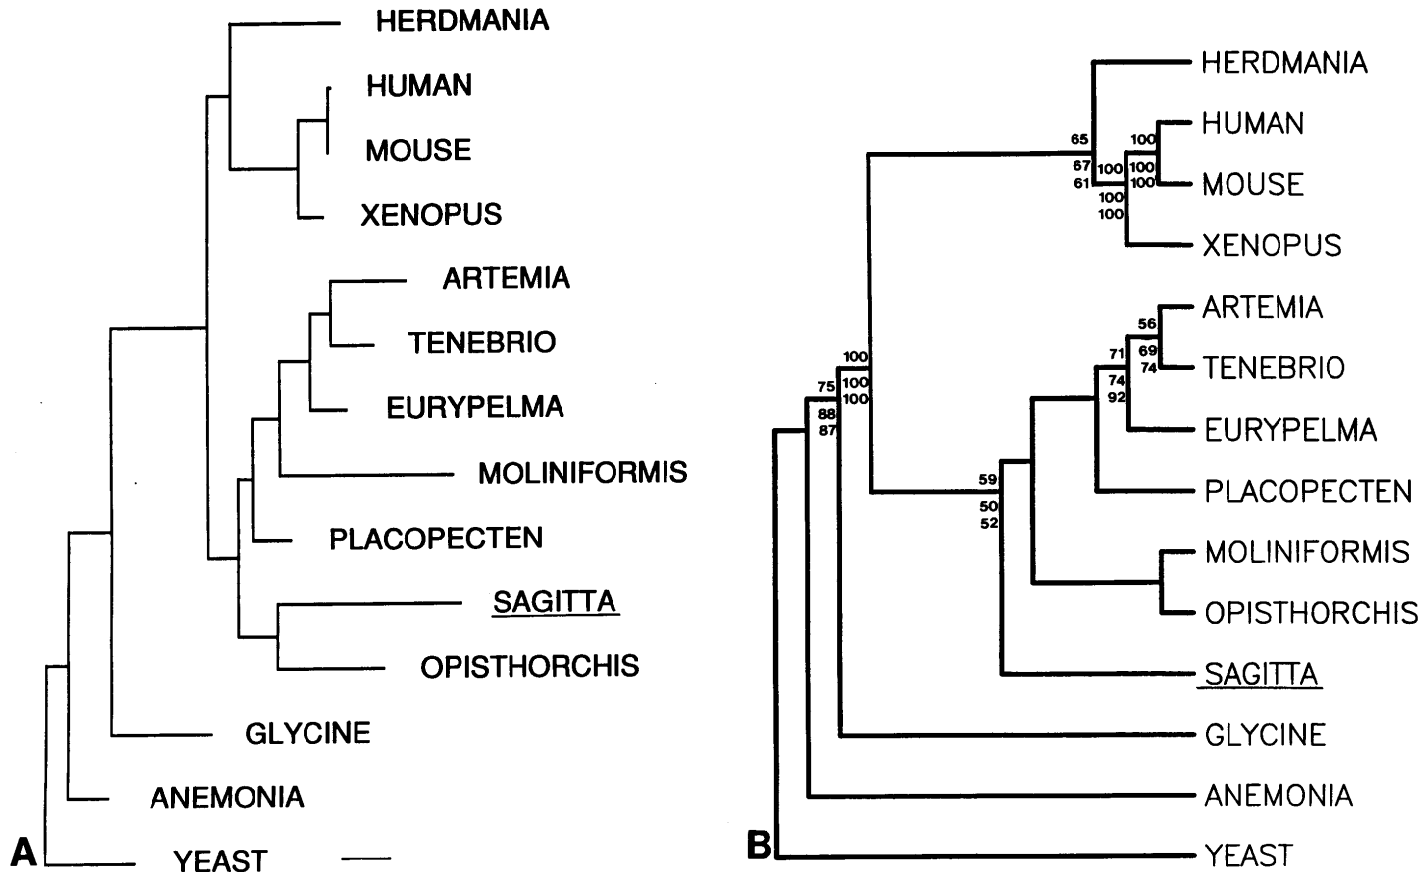 HERDMANIA
HUMAN
MOUSE
XENOPUS
ARTEMIA
TENEBRIO
EURYPELMA
MOLINIFORMIS
PLACOPECTEN
SAGITTA
OPISTHORCHIS
GLYCINE
ANEMONIA
A
YEAST
HERDMANIA
65
HUMAN
100
67
100
100
61
100
MOUSE
100
100
XENOPUS
ARTEMIA
56
100
71
69
TENEBRIO
74
100
75
74
92
100
88
87
EURYPELMA
59
PLACOPECTEN
50
52
MOLINIFORMIS
OPISTHORCHIS
SAGITTA
GLYCINE
ANEMONIA
B
YEAST